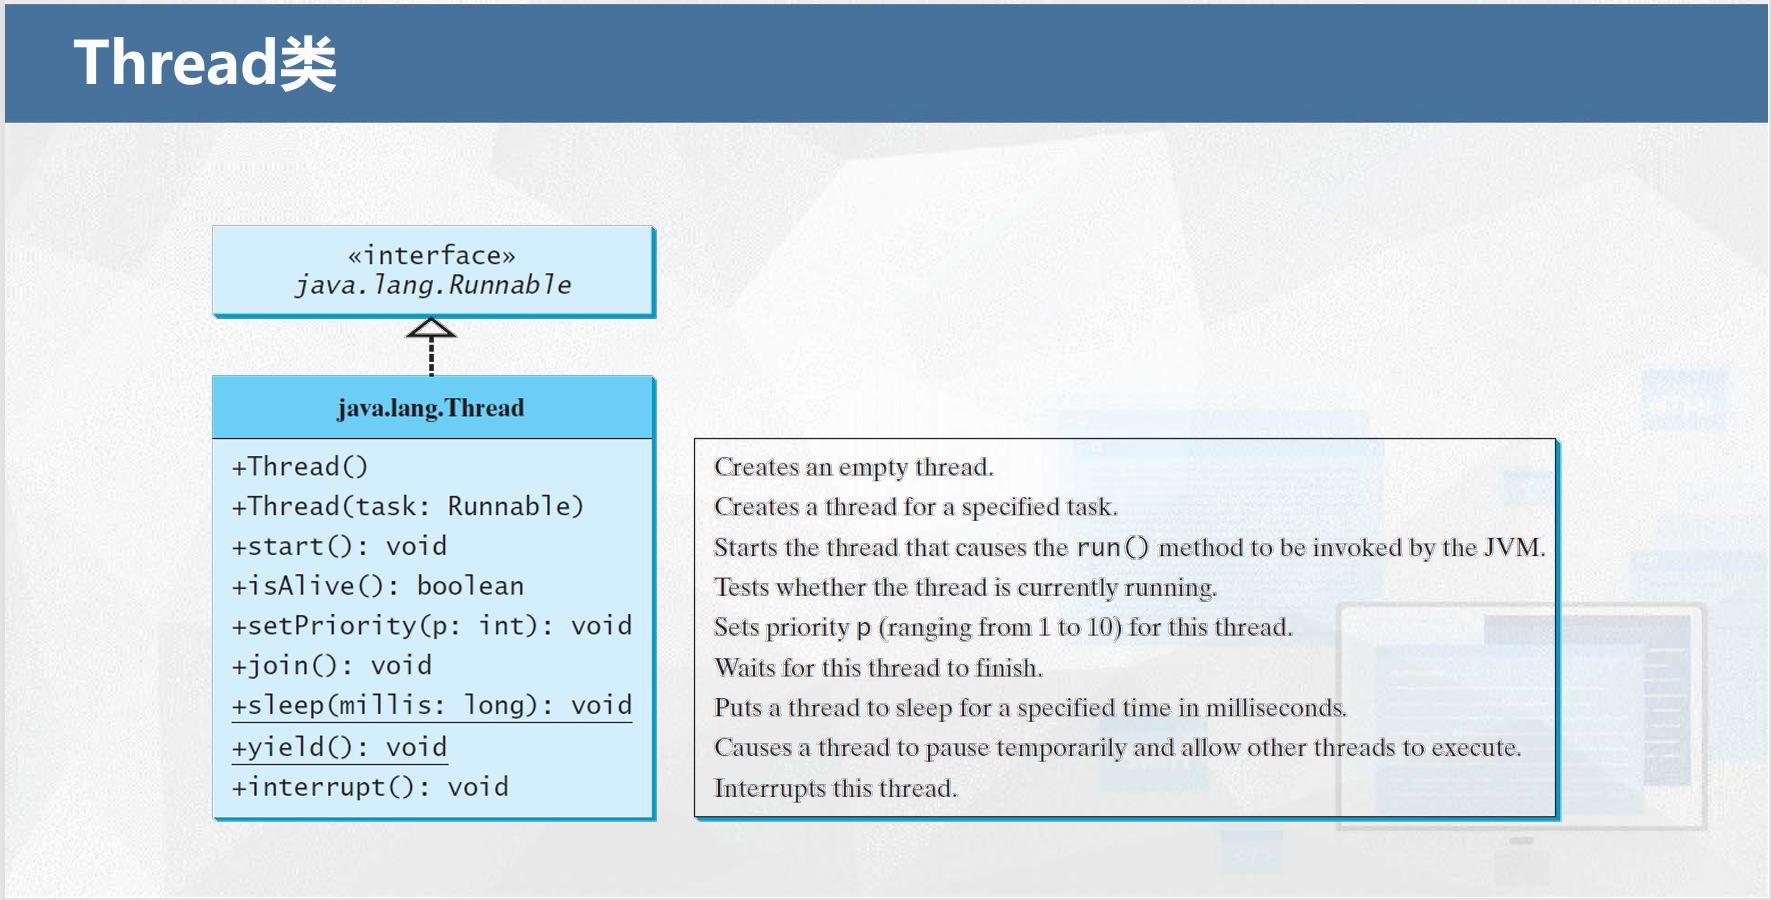 Thread类
«interface»
java.lang.Runnable
java.lang.Thread
+Thread()
+Thread(task: Runnable)
+start(): void
+isAlive(): boolean
+setPriority(p: int): void
+join(): void
+sleep(millis: long): void
+yield(): void
+interrupt(): void
Creates an empty thread.
Creates a thread for a specified task.
Starts the thread that causes the run() method to be invoked by the JVM.
Tests whether the thread is currently running.
Sets priority p (ranging from 1 to 10) for this thread.
Waits for this thread to finish.
Puts a thread to sleep for a specified time in milliseconds.
Causes a thread to pause temporarily and allow other threads to execute.
Interrupts this thread.